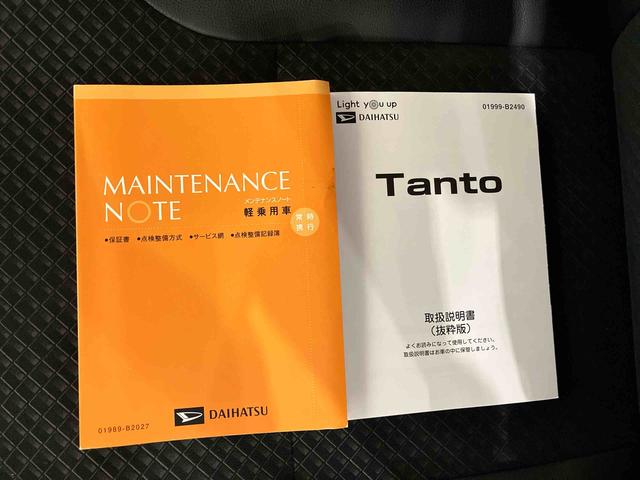 MAINTENANCE
NOTE
メンテナンスノート
軽乗用車
常時
携行
●保証書 ●点検整備方式 ●サービス網 ●点検整備記録簿
DAIHATSU
01989-B2027
Light you up
DAIHATSU
01999-B2490
Tanto
取扱説明書
（抜粋版）
よくお読みになって使用してください。
取扱説明書はお車の中に保管しましょう。